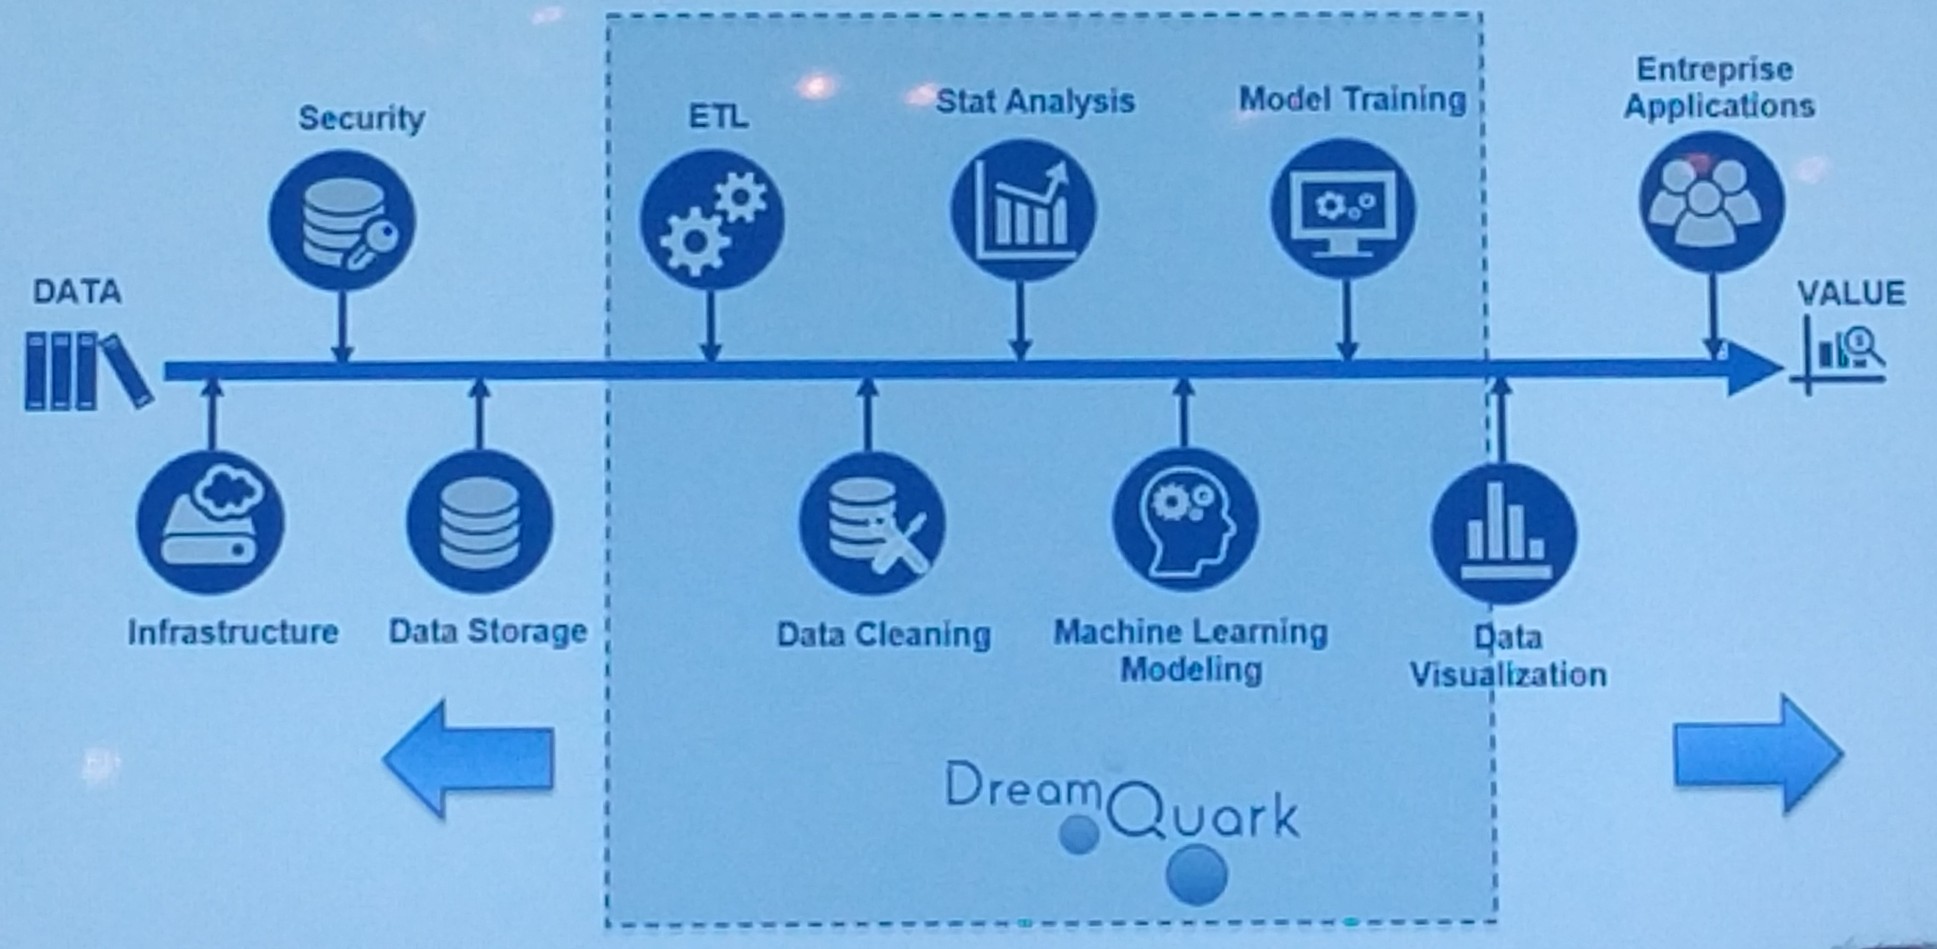 Security
ETL
Stat Analysis
Model Training
Entreprise
Applications
DATA
VALUE
Infrastructure
Data Storage
Data Cleaning
Machine Learning
Modeling
Data
Visualization
DreamQuark